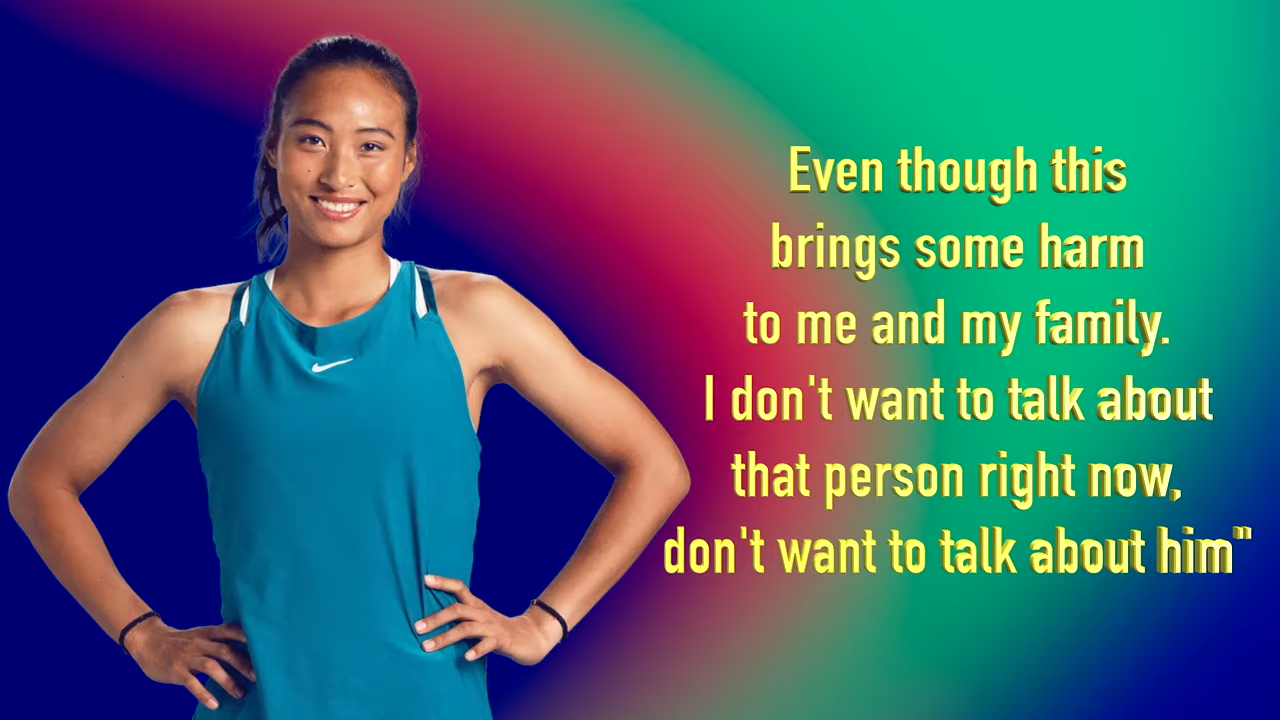 Even though this
brings some harm
to me and my family.
I don't want to talk about
that person right now,
don't want to talk about him"